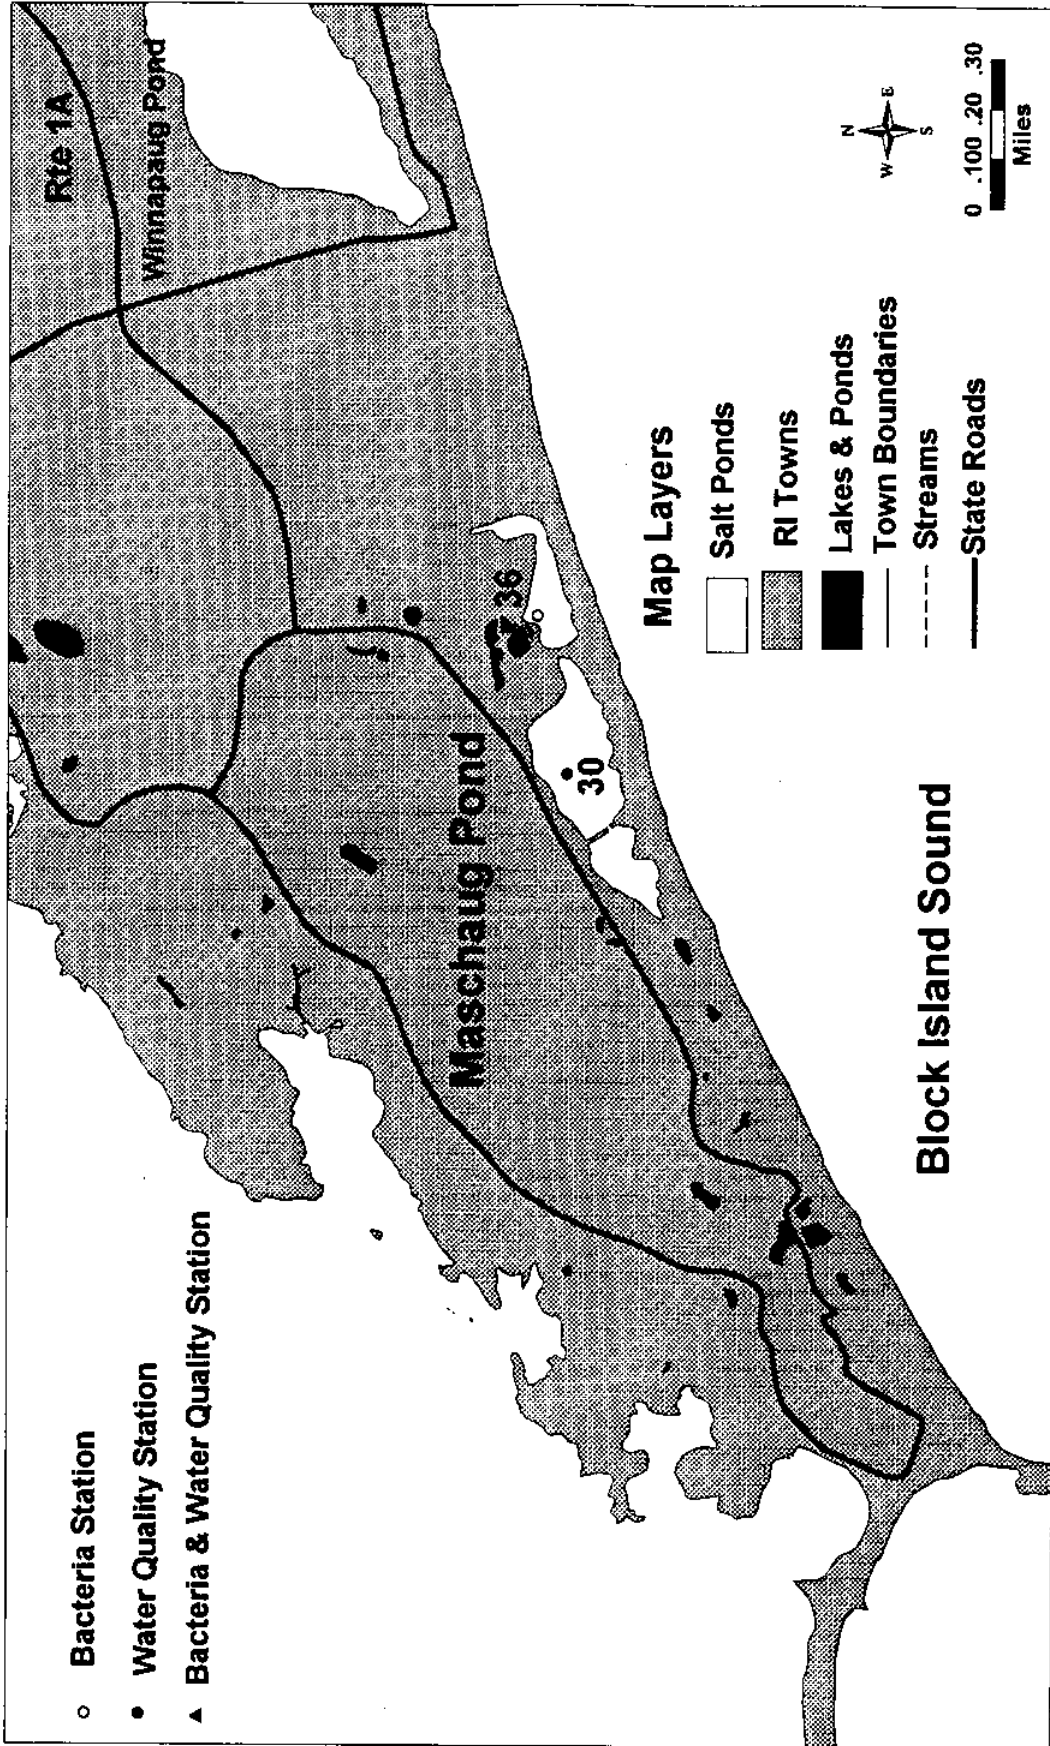 Bacteria Station
Water Quality Station
Bacteria & Water Quality Station
Rte 1A
Winnapaug Pond
Maschaug Pond
36
30
Block Island Sound
Map Layers
Salt Ponds
RI Towns
Lakes & Ponds
Town Boundaries
Streams
State Roads
N
W E
S
0 .100 .20 .30
Miles